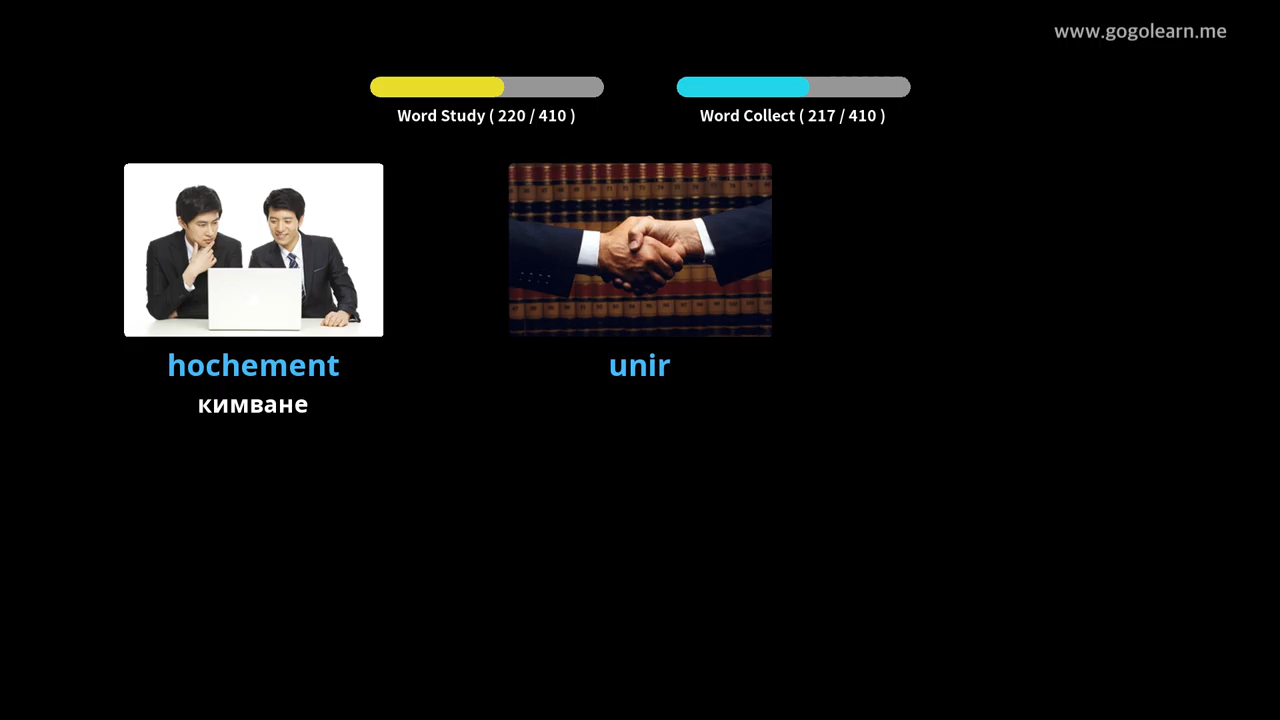 www.gogolearn.me
Word Study ( 220 / 410 )
Word Collect ( 217 / 410 )
hochement
unir
кимване